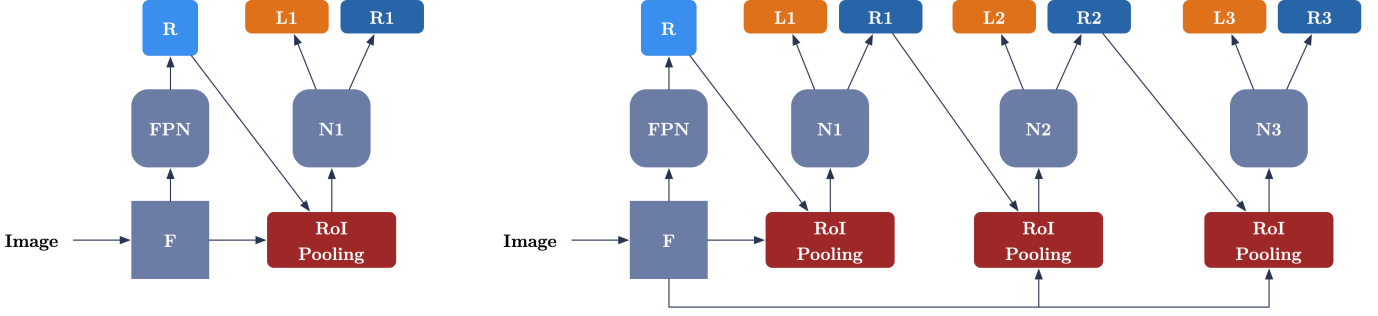 R
L1
R1
FPN
N1
Image
F
RoI
Pooling
R
L1
R1
L2
R2
L3
R3
FPN
N1
N2
N3
Image
F
RoI
Pooling
RoI
Pooling
RoI
Pooling